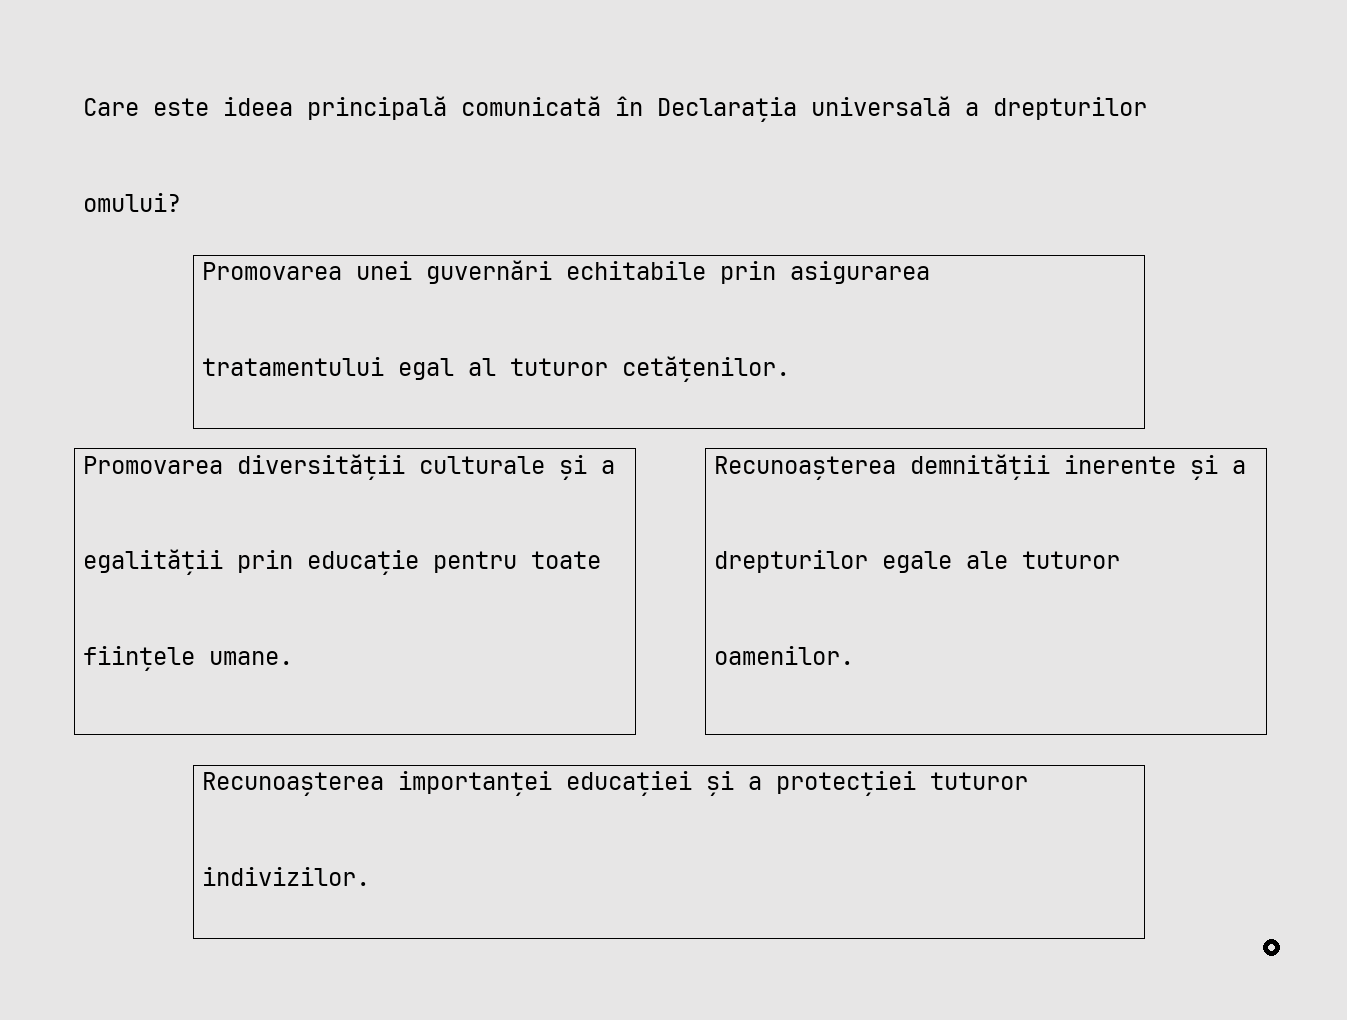 Care este ideea principală comunicată în Declarația universală a drepturilor
omului?
Promovarea unei guvernări echitabile prin asigurarea
tratamentului egal al tuturor cetățenilor.
Promovarea diversității culturale și a
egalității prin educație pentru toate
ființele umane.
Recunoașterea demnității inerente și a
drepturilor egale ale tuturor
oamenilor.
Recunoașterea importanței educației și a protecției tuturor
indivizilor.